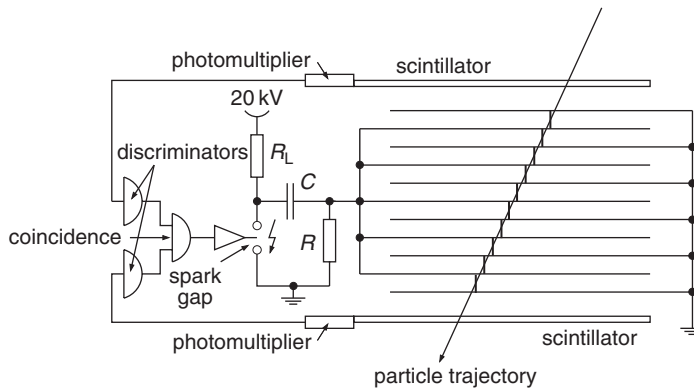 photomultiplier
scintillator
20 kV
discriminators
R_L
C
coincidence
R
spark
gap
photomultiplier
scintillator
particle trajectory